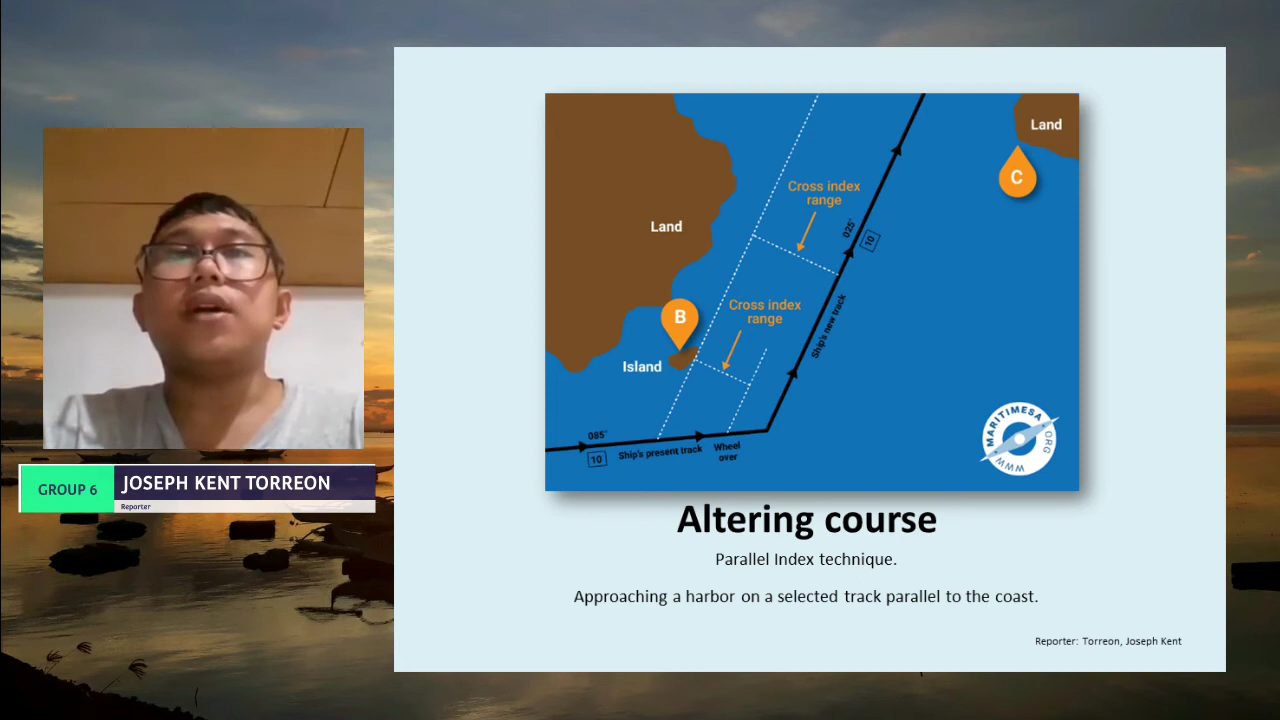 Land
Land
C
Cross index
range
025°
10
B
Cross index
range
Ship's new track
Island
085°
10
Ship's present track
Wheel
over
MARITIMESA
.ORG
WWW
GROUP 6
JOSEPH KENT TORREON
Reporter
Altering course
Parallel Index technique.
Approaching a harbor on a selected track parallel to the coast.
Reporter: Torreon, Joseph Kent